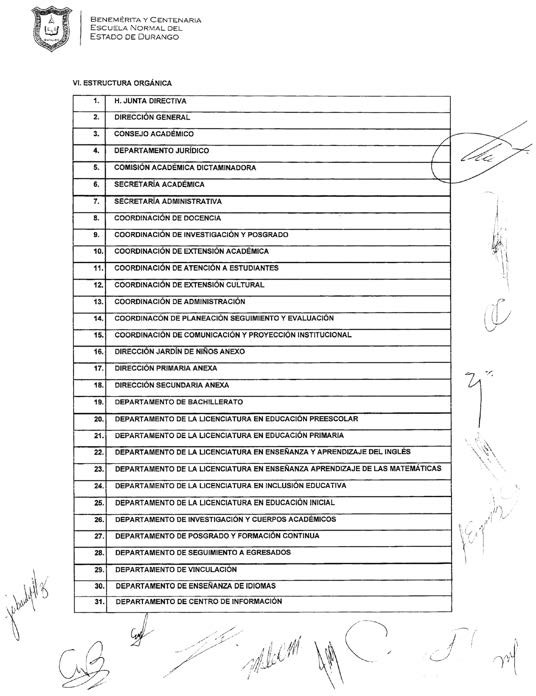 BENEMÉRITA Y CENTENARIA
ESCUELA NORMAL DEL
ESTADO DE DURANGO
VI. ESTRUCTURA ORGÁNICA
1. H. JUNTA DIRECTIVA
2. DIRECCIÓN GENERAL
3. CONSEJO ACADÉMICO
4. DEPARTAMENTO JURÍDICO
5. COMISIÓN ACADÉMICA DICTAMINADORA
6. SECRETARÍA ACADÉMICA
7. SECRETARÍA ADMINISTRATIVA
8. COORDINACIÓN DE DOCENCIA
9. COORDINACIÓN DE INVESTIGACIÓN Y POSGRADO
10. COORDINACIÓN DE EXTENSIÓN ACADÉMICA
11. COORDINACIÓN DE ATENCIÓN A ESTUDIANTES
12. COORDINACIÓN DE EXTENSIÓN CULTURAL
13. COORDINACIÓN DE ADMINISTRACIÓN
14. COORDINACÓN DE PLANEACIÓN SEGUIMIENTO Y EVALUACIÓN
15. COORDINACIÓN DE COMUNICACIÓN Y PROYECCIÓN INSTITUCIONAL
16. DIRECCIÓN JARDÍN DE NIÑOS ANEXO
17. DIRECCIÓN PRIMARIA ANEXA
18. DIRECCIÓN SECUNDARIA ANEXA
19. DEPARTAMENTO DE BACHILLERATO
20. DEPARTAMENTO DE LA LICENCIATURA EN EDUCACIÓN PREESCOLAR
21. DEPARTAMENTO DE LA LICENCIATURA EN EDUCACIÓN PRIMARIA
22. DEPARTAMENTO DE LA LICENCIATURA EN ENSEÑANZA Y APRENDIZAJE DEL INGLÉS
23. DEPARTAMENTO DE LA LICENCIATURA EN ENSEÑANZA APRENDIZAJE DE LAS MATEMÁTICAS
24. DEPARTAMENTO DE LA LICENCIATURA EN INCLUSIÓN EDUCATIVA
25. DEPARTAMENTO DE LA LICENCIATURA EN EDUCACIÓN INICIAL
26. DEPARTAMENTO DE INVESTIGACIÓN Y CUERPOS ACADÉMICOS
27. DEPARTAMENTO DE POSGRADO Y FORMACIÓN CONTINUA
28. DEPARTAMENTO DE SEGUIMIENTO A EGRESADOS
29. DEPARTAMENTO DE VINCULACIÓN
30. DEPARTAMENTO DE ENSEÑANZA DE IDIOMAS
31. DEPARTAMENTO DE CENTRO DE INFORMACIÓN